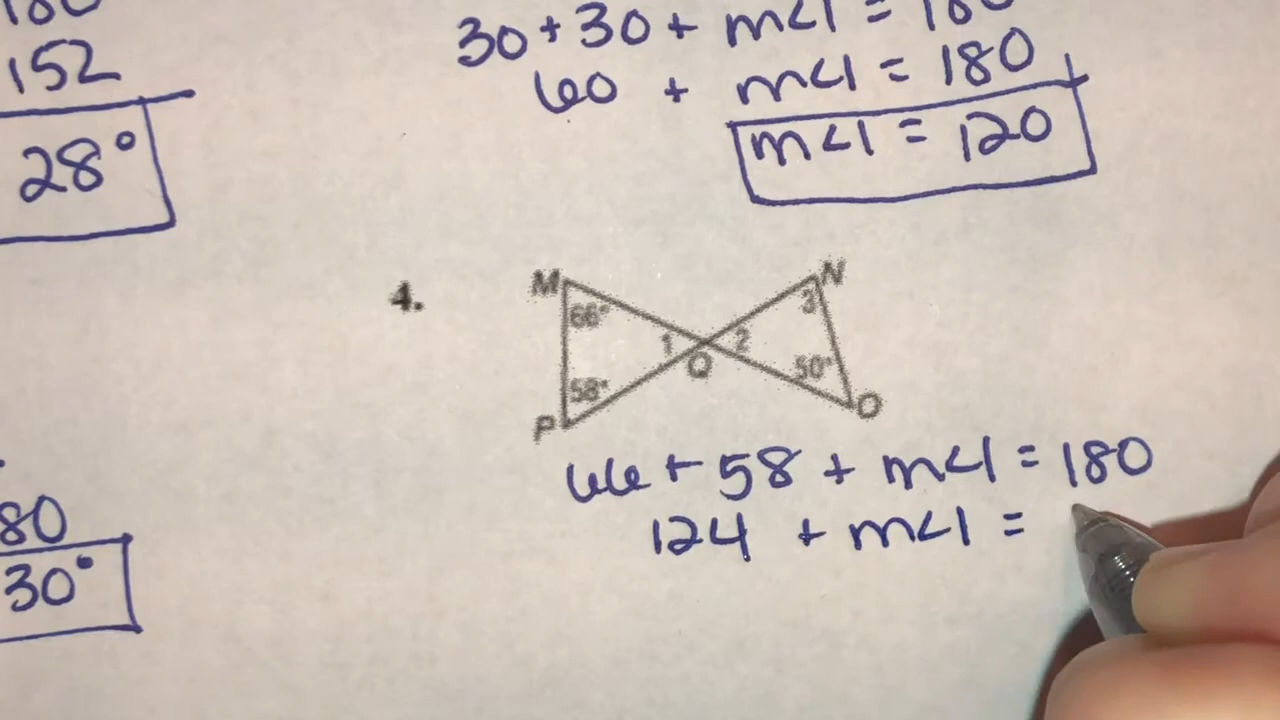 180
152
28°
80
30°
30 + 30 + m<1 = 180
60 + m<1 = 180
m<1 = 120
4.
M
N
66°
3
1
2
Q
58°
50°
P
O
66 + 58 + m<1 = 180
124 + m<1 =